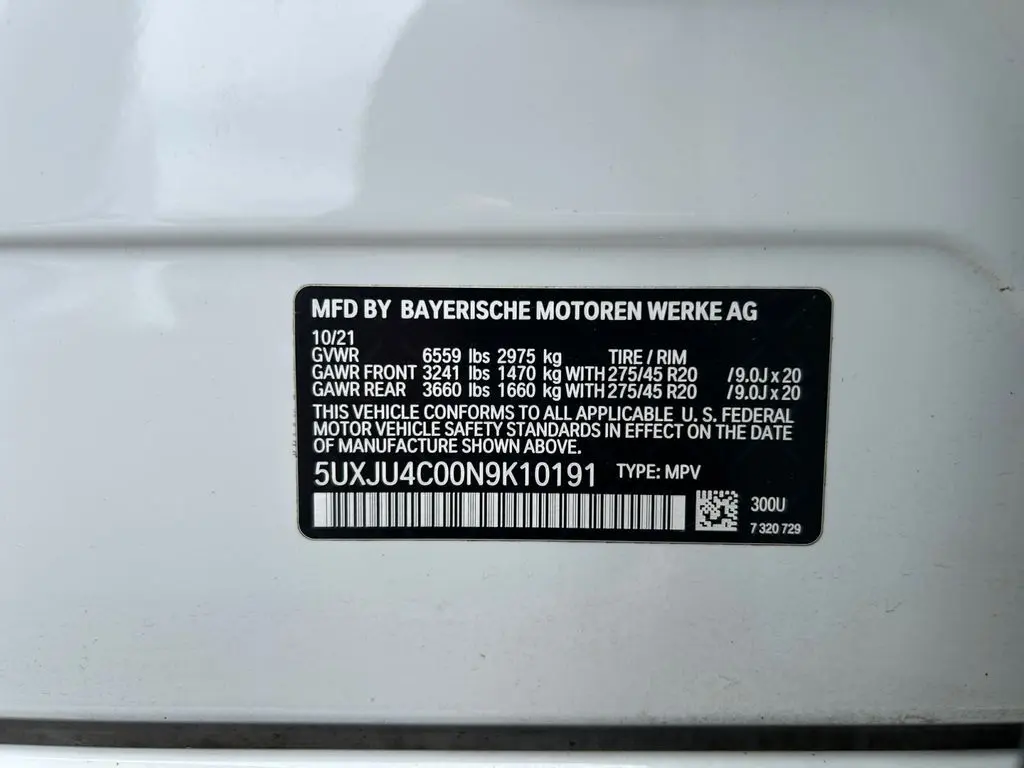 MFD BY BAYERISCHE MOTOREN WERKE AG
10/21
GVWR 6559 lbs 2975 kg TIRE / RIM
GAWR FRONT 3241 lbs 1470 kg WITH 275/45 R20 /9.0J x 20
GAWR REAR 3660 lbs 1660 kg WITH 275/45 R20 /9.0J x 20
THIS VEHICLE CONFORMS TO ALL APPLICABLE U. S. FEDERAL
MOTOR VEHICLE SAFETY STANDARDS IN EFFECT ON THE DATE
OF MANUFACTURE SHOWN ABOVE.
5UXJU4C00N9K10191 TYPE: MPV
300U
7 320 729